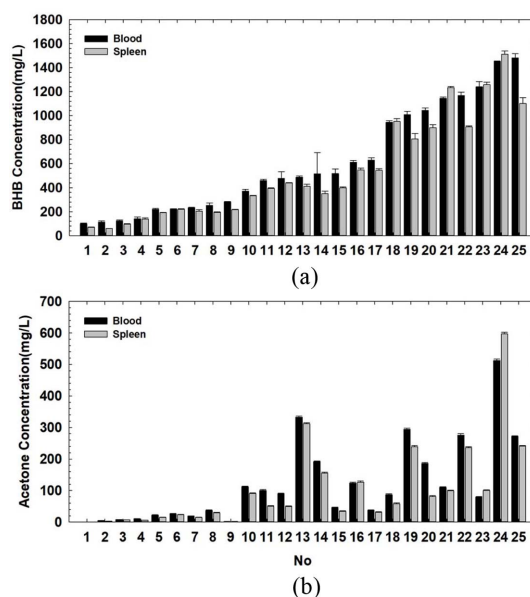 1800
1600
1400
1200
1000
800
600
400
200
0
BHB Concentration(mg/L)
Blood
Spleen
1 2 3 4 5 6 7 8 9 10 11 12 13 14 15 16 17 18 19 20 21 22 23 24 25
(a)
700
600
500
400
300
200
100
0
Acetone Concentration(mg/L)
Blood
Spleen
1 2 3 4 5 6 7 8 9 10 11 12 13 14 15 16 17 18 19 20 21 22 23 24 25
No
(b)